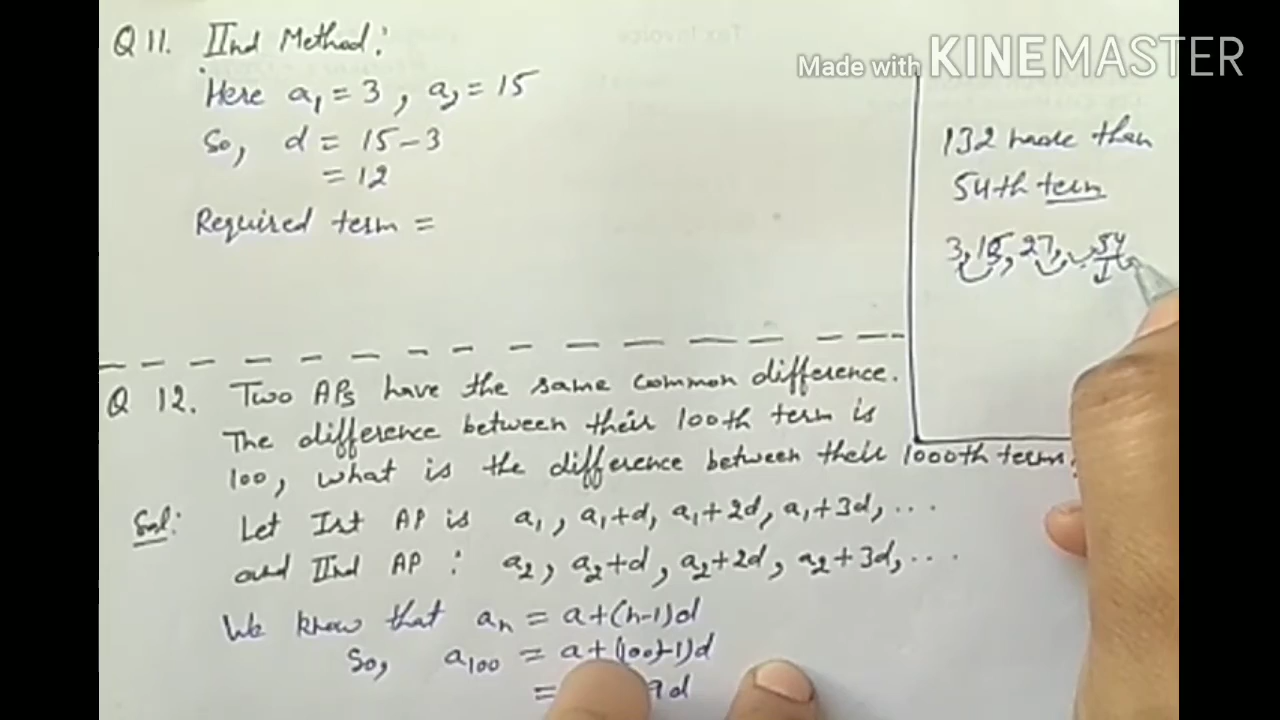 Q 11. IInd Method:
Here a₁ = 3, a₂ = 15
So, d = 15 - 3
= 12
Required term =
Made with KINEMASTER
132 more than
54th term
3, 15, 27, 54
Q 12. Two APs have the same common difference.
The difference between their 100th term is
100, what is the difference between their 1000th term
Sol: Let Ist AP is a₁, a₁+d, a₁+2d, a₁+3d, ...
and IInd AP : a₂, a₂+d, a₂+2d, a₂+3d, ....
We know that aₙ = a+(n-1)d
So, a₁₀₀ = a+(100-1)d
= 9d